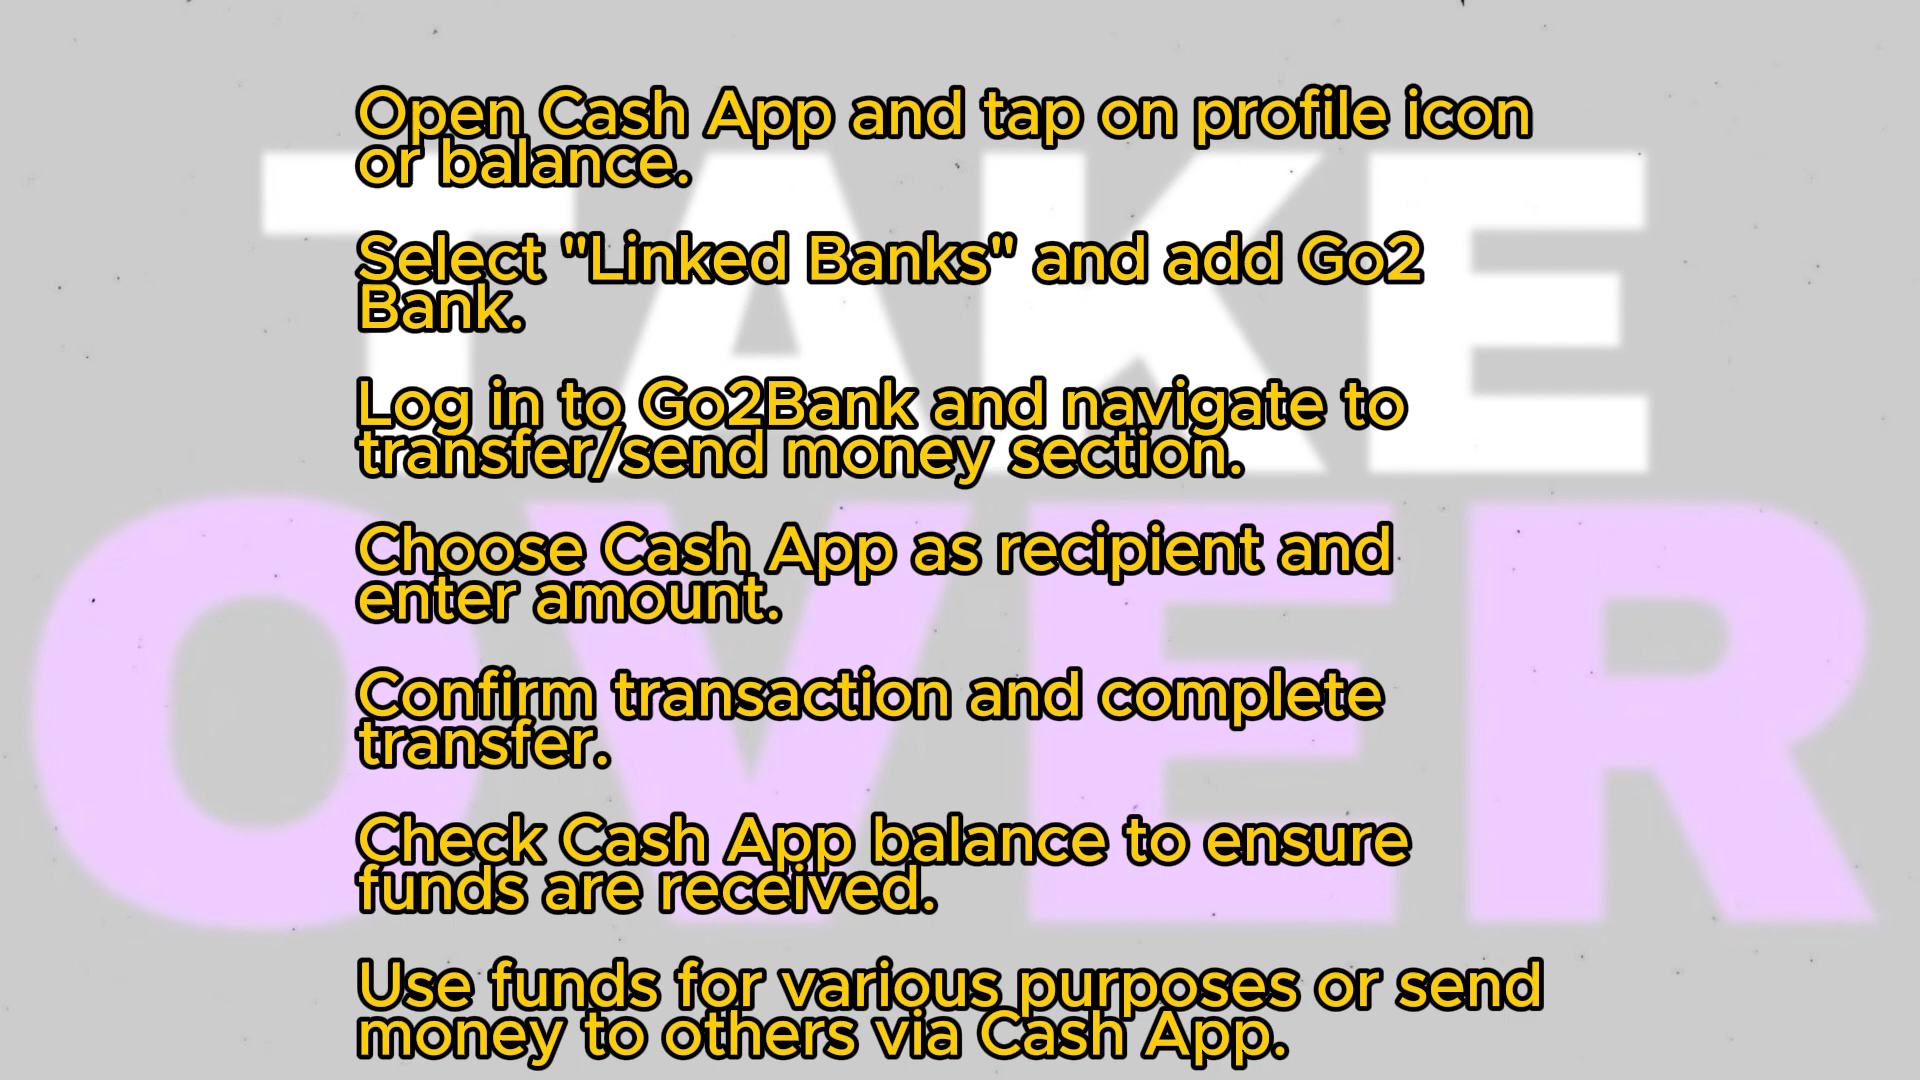 Open Cash App and tap on profile icon
or balance.
Select "Linked Banks" and add Go2
Bank.
Log in to Go2Bank and navigate to
transfer/send money section.
Choose Cash App as recipient and
enter amount.
Confirm transaction and complete
transfer.
Check Cash App balance to ensure
funds are received.
Use funds for various purposes or send
money to others via Cash App.
TAKE
OVER